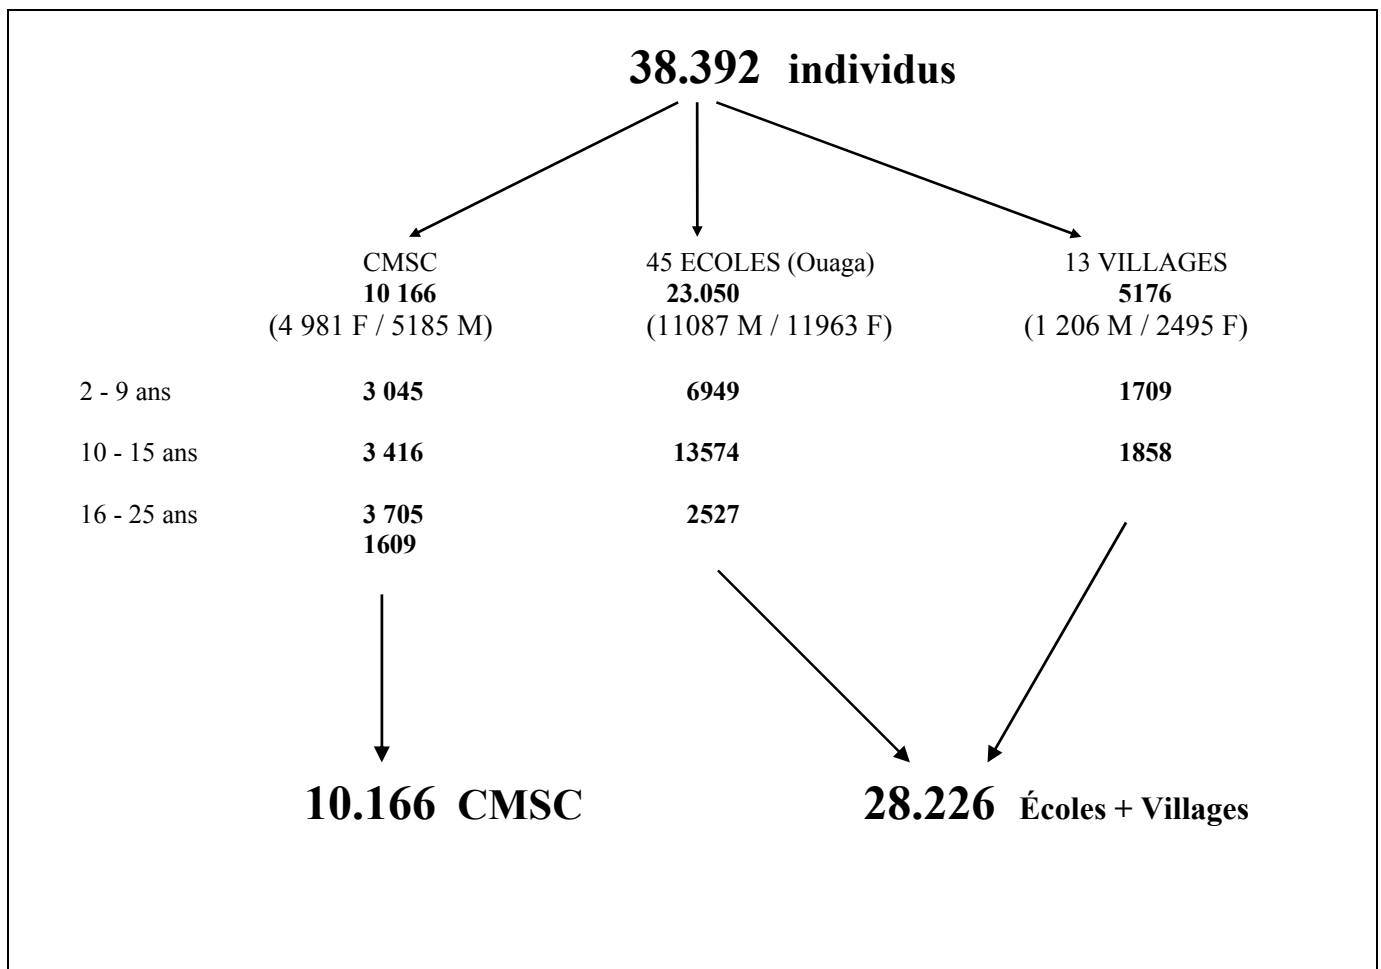 38.392 individus
CMSC 45 ECOLES (Ouaga) 13 VILLAGES
10 166 23.050 5176
(4 981 F / 5185 M) (11087 M / 11963 F) (1 206 M / 2495 F)
2 - 9 ans 3 045 6949 1709
10 - 15 ans 3 416 13574 1858
16 - 25 ans 3 705 2527
1609
10.166 CMSC 28.226 Écoles + Villages